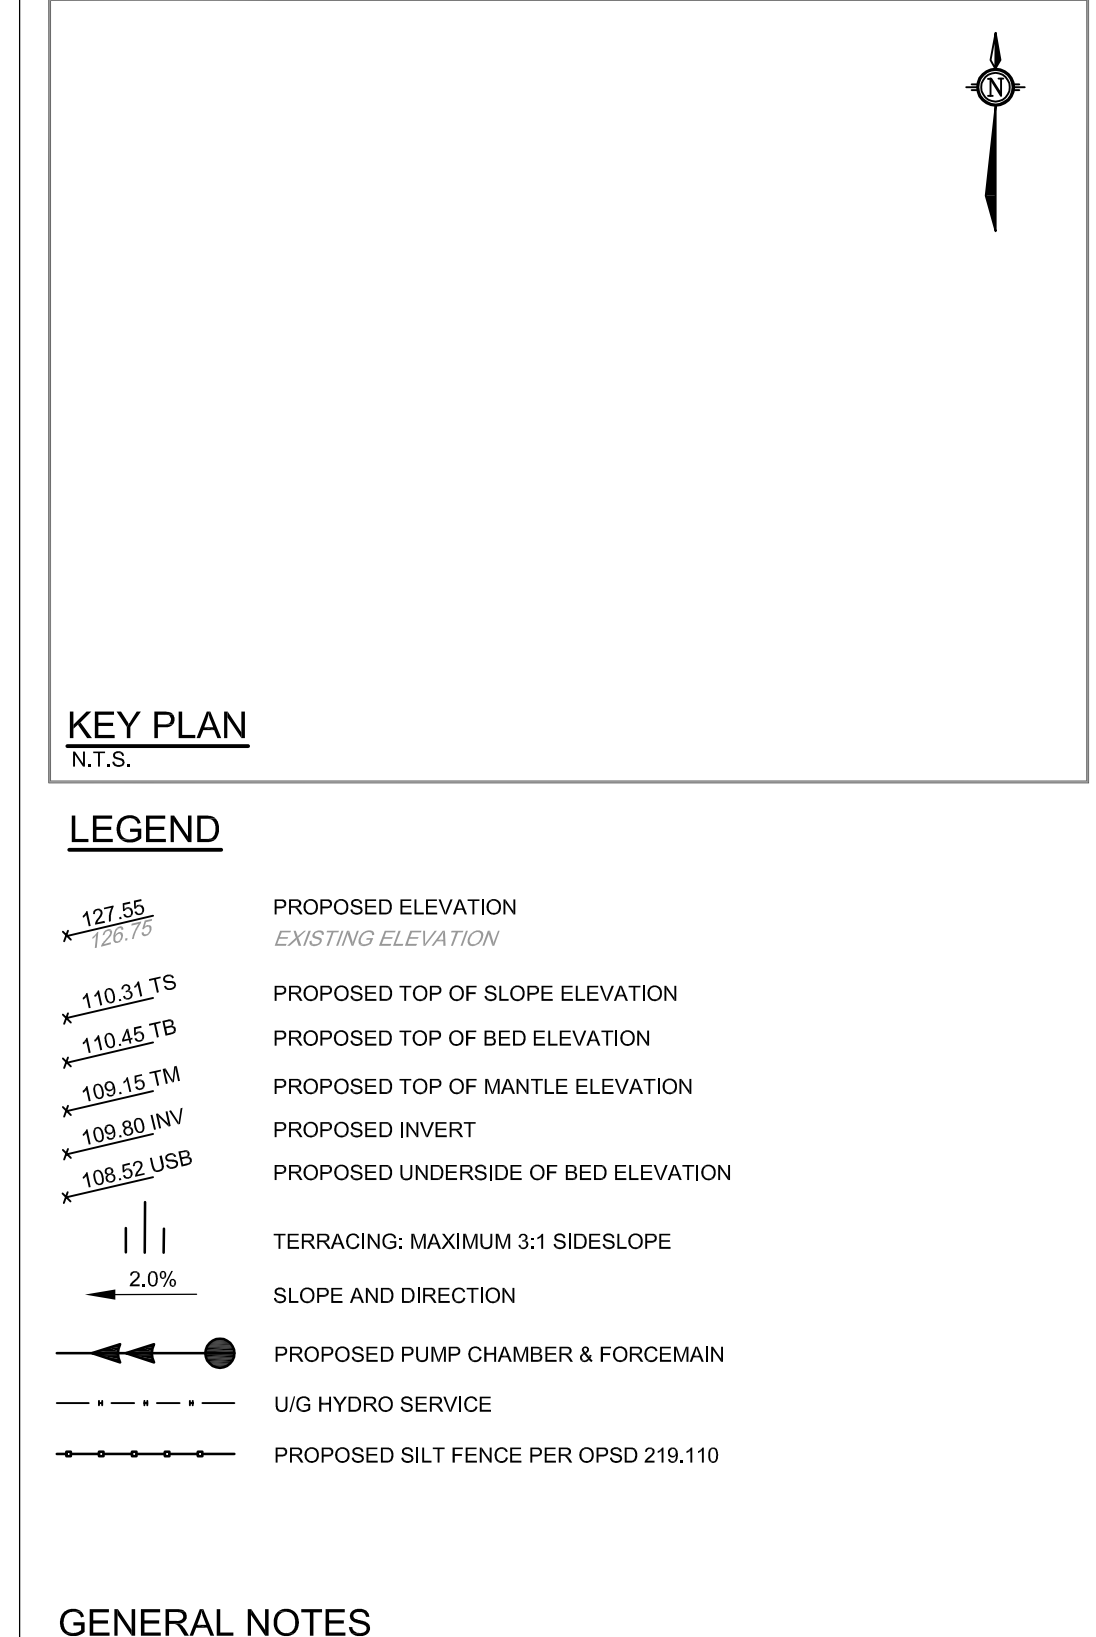 N
KEY PLAN
N.T.S.
LEGEND
127.55 PROPOSED ELEVATION
126.75 EXISTING ELEVATION
110.31 TS PROPOSED TOP OF SLOPE ELEVATION
110.45 TB PROPOSED TOP OF BED ELEVATION
109.15 TM PROPOSED TOP OF MANTLE ELEVATION
109.80 INV PROPOSED INVERT
108.52 USB PROPOSED UNDERSIDE OF BED ELEVATION
TERRACING: MAXIMUM 3:1 SIDESLOPE
2.0% SLOPE AND DIRECTION
PROPOSED PUMP CHAMBER & FORCEMAIN
H H H U/G HYDRO SERVICE
PROPOSED SILT FENCE PER OPSD 219.110
GENERAL NOTES